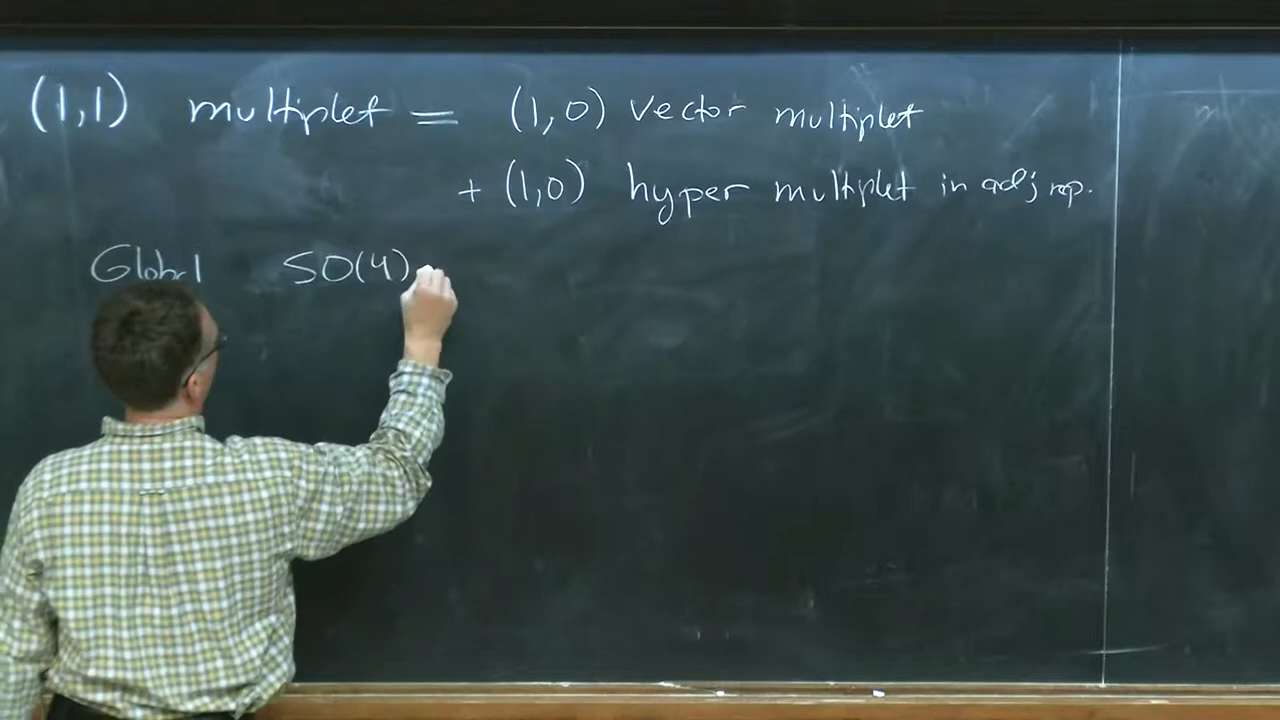 (1,1) multiplet = (1,0) vector multiplet
+ (1,0) hyper multiplet in adj rep.
Global SO(4)